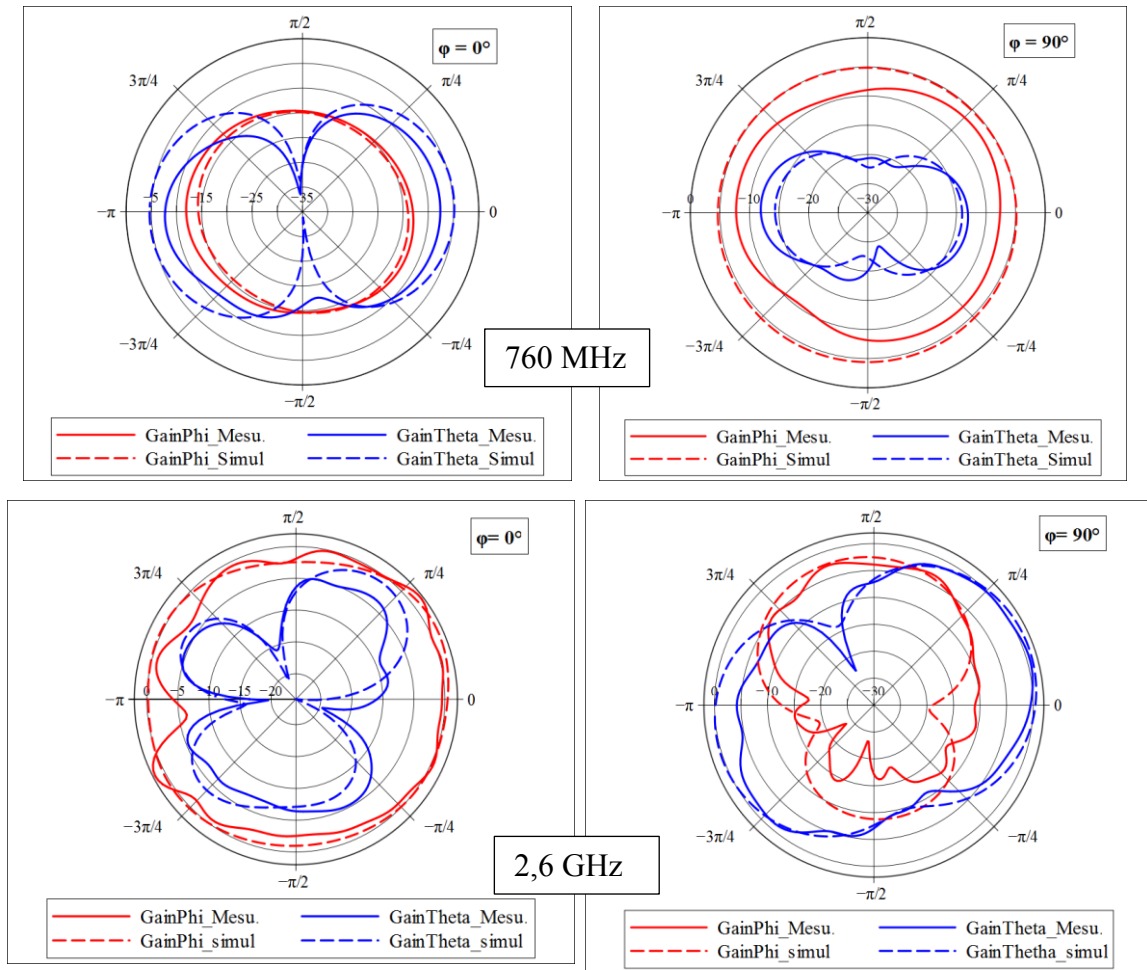 π/2
φ = 0°
3π/4
π/4
−π
-5
-15
-25
-35
0
−3π/4
−π/4
−π/2
GainPhi_Mesu.
GainTheta_Mesu.
GainPhi_Simul
GainTheta_Simul
π/2
φ = 90°
3π/4
π/4
0
-10
-20
-30
−π
0
−3π/4
−π/4
−π/2
GainPhi_Mesu.
GainTheta_Mesu.
GainPhi_Simul
GainTheta_Simul
760 MHz
π/2
φ= 0°
3π/4
π/4
−π
0
-5
-10
-15
-20
0
−3π/4
−π/4
−π/2
GainPhi_Mesu.
GainTheta_Mesu.
GainPhi_simul
GainTheta_simul
π/2
φ= 90°
3π/4
π/4
−π
0
-10
-20
-30
0
−3π/4
−π/4
−π/2
GainPhi_Mesu.
GainTheta_Mesu.
GainPhi_simul
GainThetha_simul
2,6 GHz